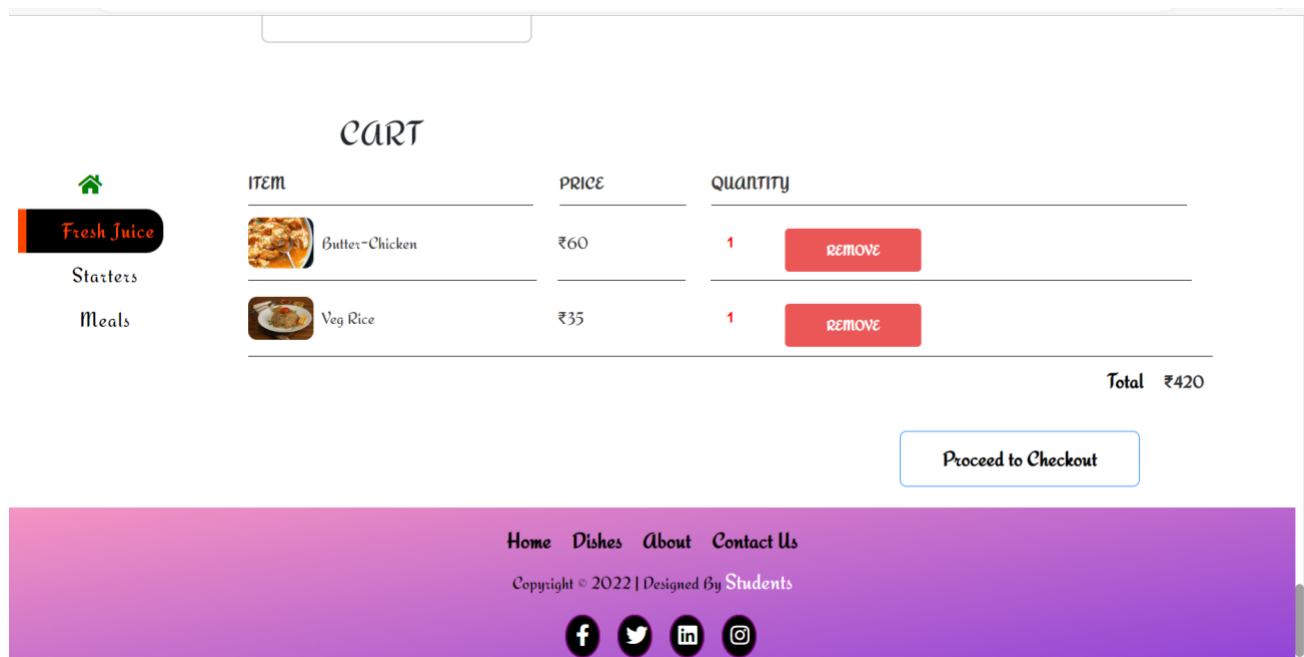 CART
ITEM PRICE QUANTITY
Fresh Juice
Butter-Chicken ₹60 1 REMOVE
Starters
Meals
Veg Rice ₹35 1 REMOVE
Total ₹420
Proceed to Checkout
Home Dishes About Contact Us
Copyright © 2022 | Designed By Students